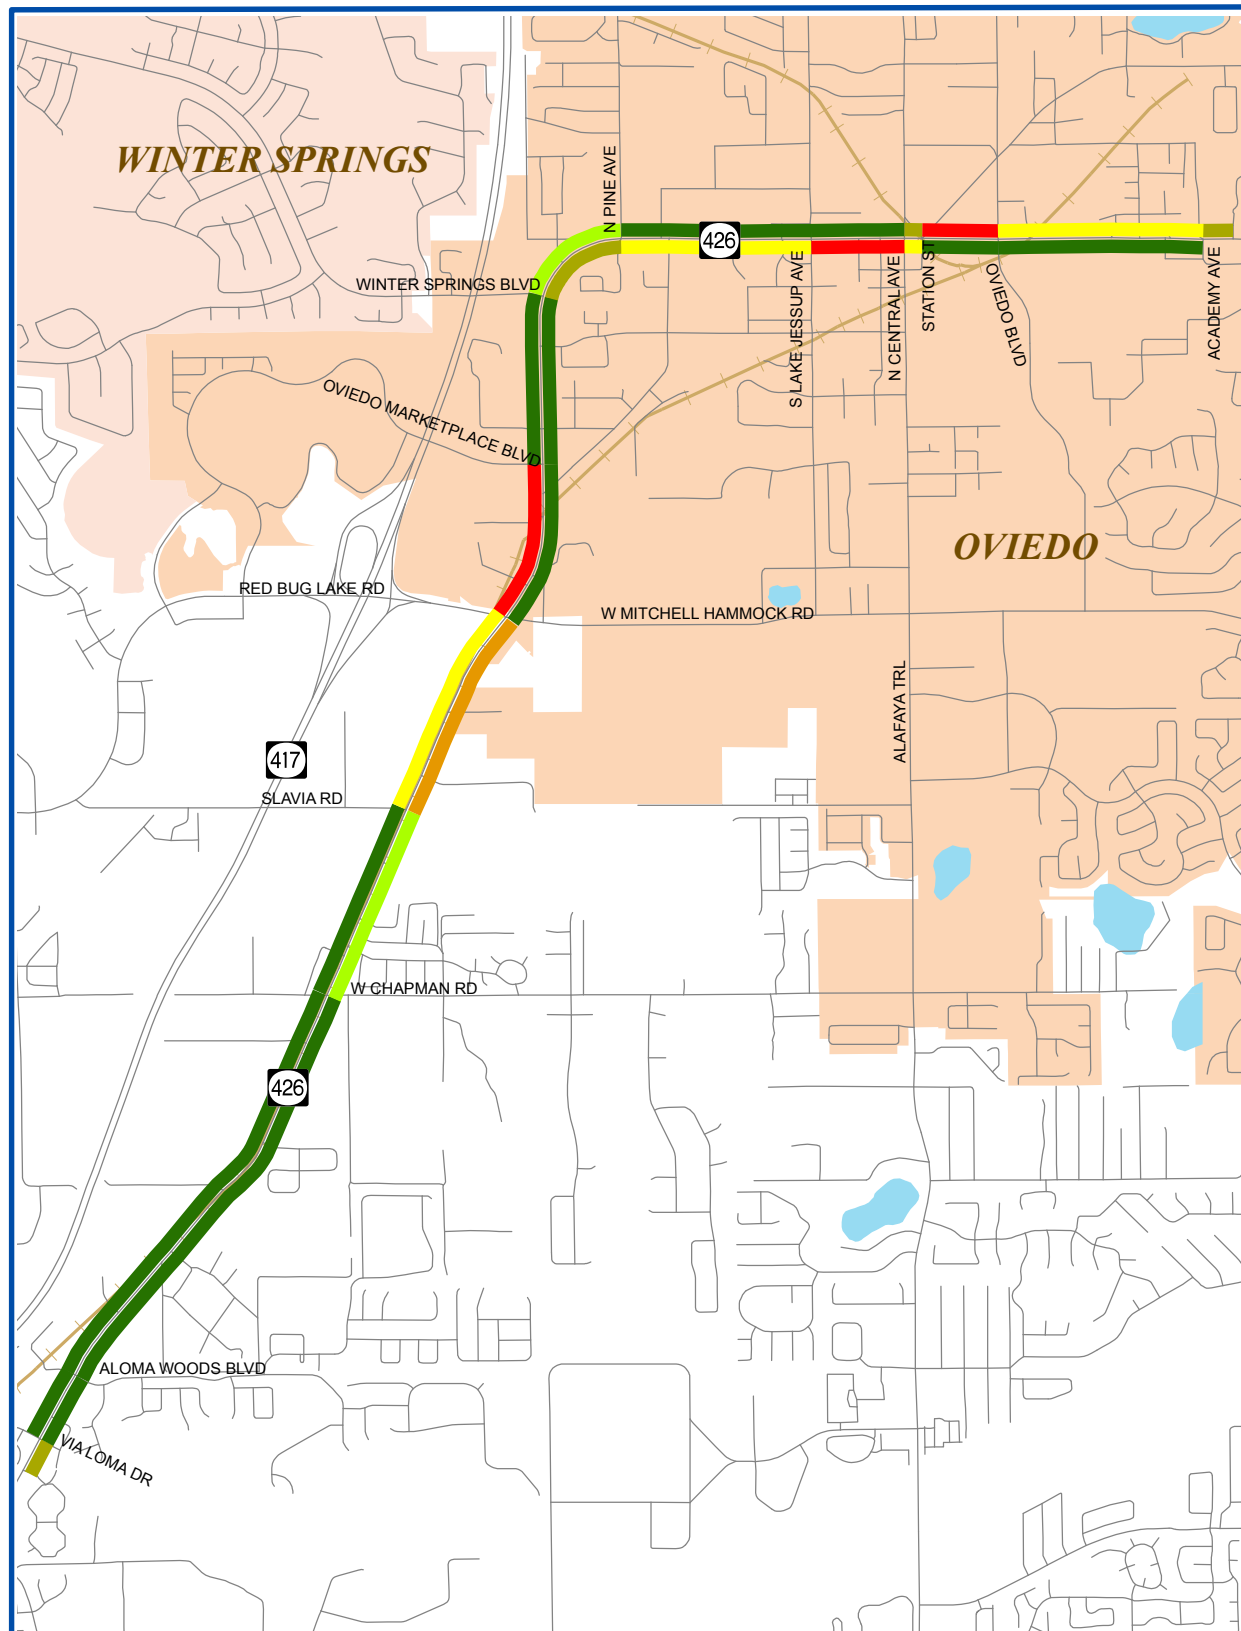 WINTER SPRINGS
N PINE AVE
426
WINTER SPRINGS BLVD
S LAKE JESSUP AVE
N CENTRAL AVE
STATION ST
OVIEDO BLVD
ACADEMY AVE
OVIEDO MARKETPLACE BLVD
OVIEDO
RED BUG LAKE RD
W MITCHELL HAMMOCK RD
ALAFAYA TRL
417
SLAVIA RD
W CHAPMAN RD
426
ALOMA WOODS BLVD
VIA LOMA DR